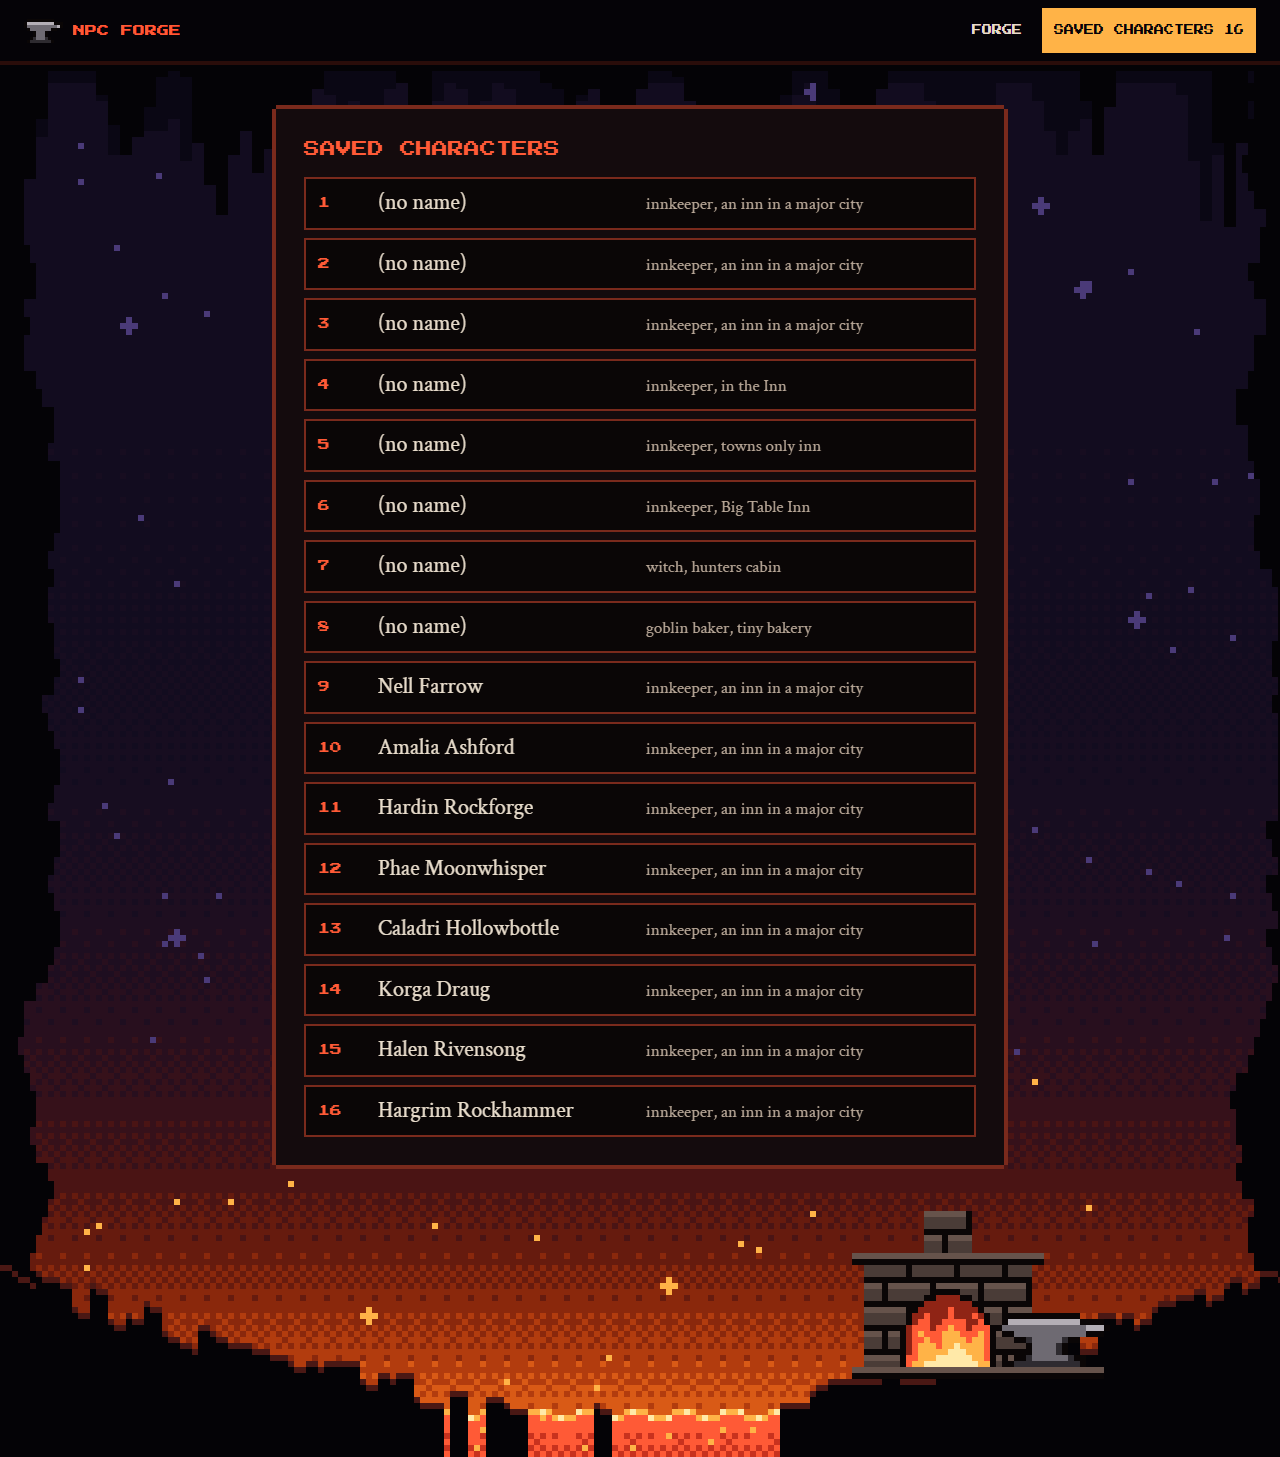 NPC FORGE
FORGE
SAVED CHARACTERS 16
SAVED CHARACTERS
1 (no name) innkeeper, an inn in a major city
2 (no name) innkeeper, an inn in a major city
3 (no name) innkeeper, an inn in a major city
4 (no name) innkeeper, in the Inn
5 (no name) innkeeper, towns only inn
6 (no name) innkeeper, Big Table Inn
7 (no name) witch, hunters cabin
8 (no name) goblin baker, tiny bakery
9 Nell Farrow innkeeper, an inn in a major city
10 Amalia Ashford innkeeper, an inn in a major city
11 Hardin Rockforge innkeeper, an inn in a major city
12 Phae Moonwhisper innkeeper, an inn in a major city
13 Caladri Hollowbottle innkeeper, an inn in a major city
14 Korga Draug innkeeper, an inn in a major city
15 Halen Rivensong innkeeper, an inn in a major city
16 Hargrim Rockhammer innkeeper, an inn in a major city